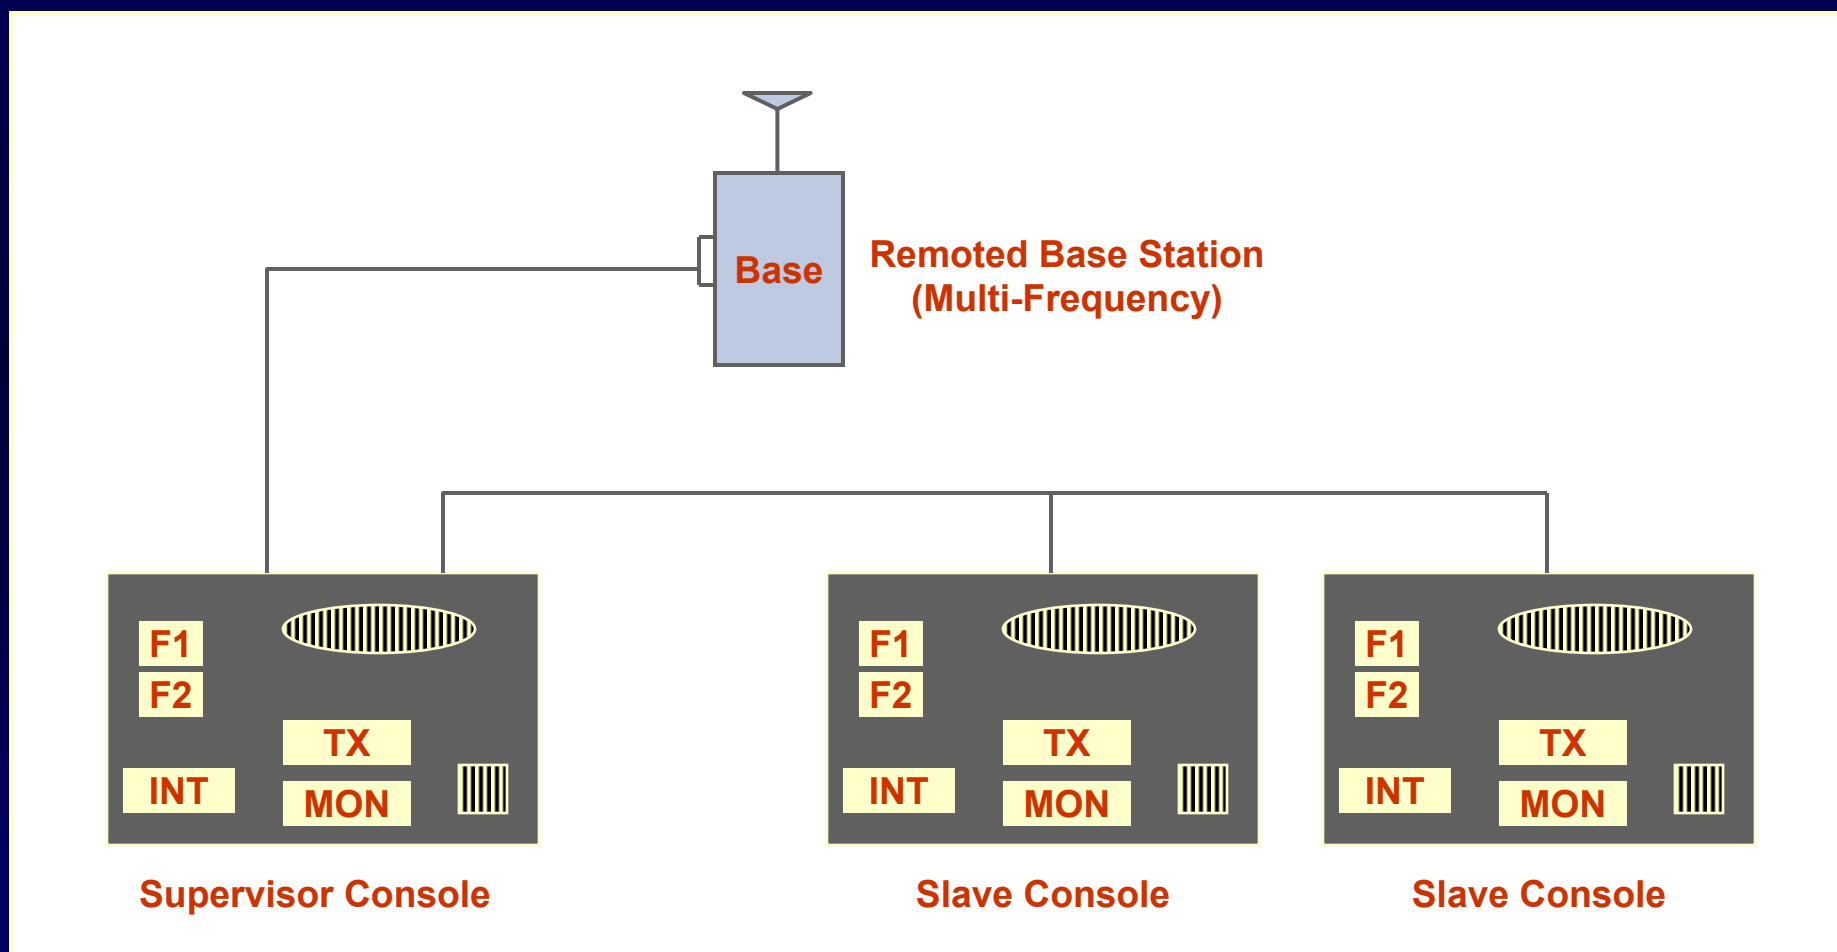 Base
Remoted Base Station
(Multi-Frequency)
F1
F2
TX
INT
MON
Supervisor Console
F1
F2
TX
INT
MON
Slave Console
F1
F2
TX
INT
MON
Slave Console